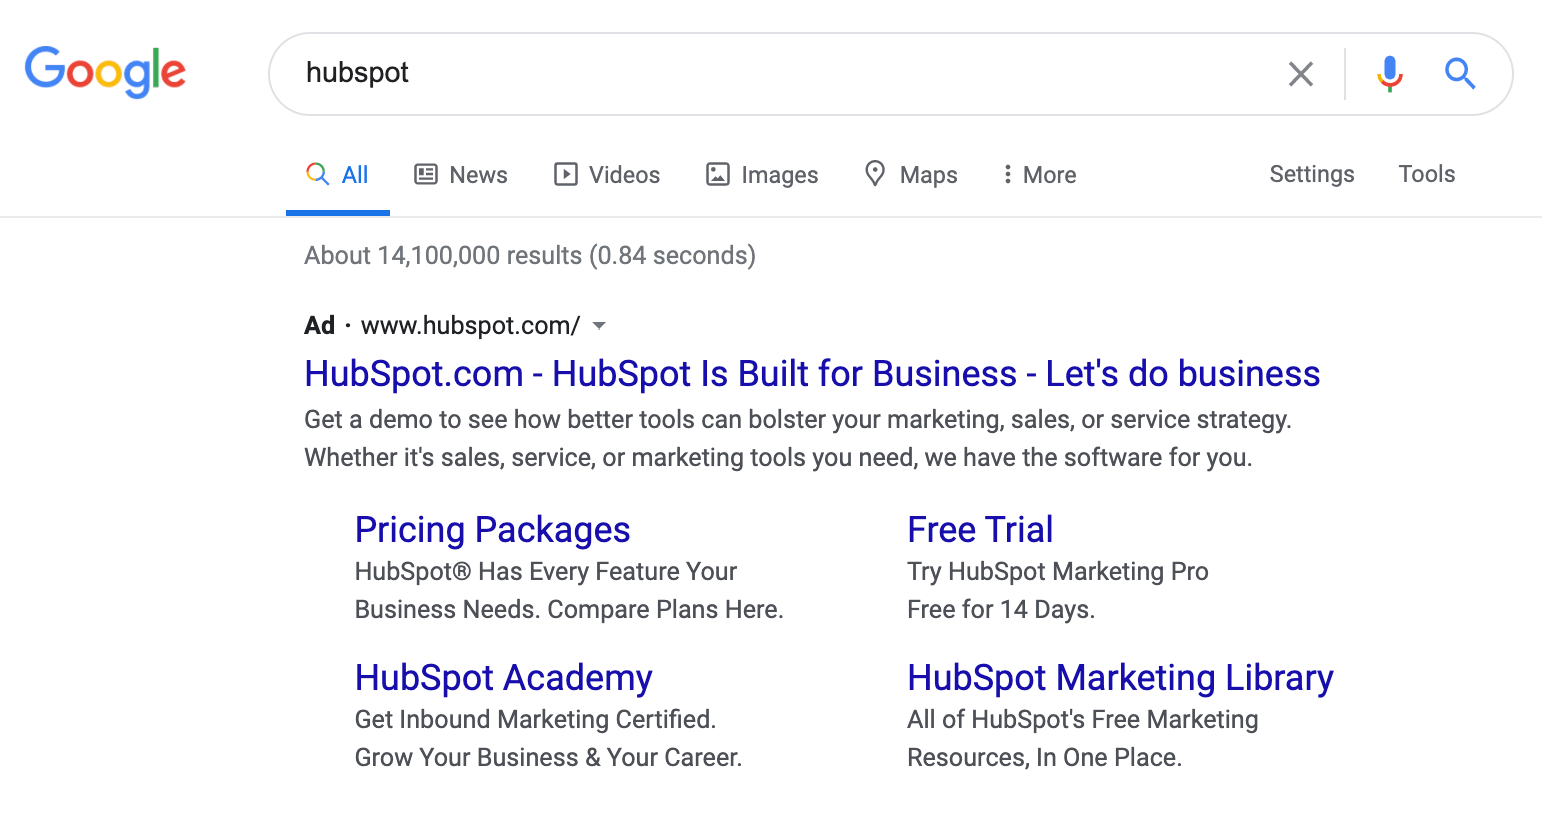 Google
hubspot
All News Videos Images Maps More Settings Tools
About 14,100,000 results (0.84 seconds)
Ad · www.hubspot.com/
HubSpot.com - HubSpot Is Built for Business - Let's do business
Get a demo to see how better tools can bolster your marketing, sales, or service strategy.
Whether it's sales, service, or marketing tools you need, we have the software for you.
Pricing Packages
HubSpot® Has Every Feature Your
Business Needs. Compare Plans Here.
Free Trial
Try HubSpot Marketing Pro
Free for 14 Days.
HubSpot Academy
Get Inbound Marketing Certified.
Grow Your Business & Your Career.
HubSpot Marketing Library
All of HubSpot's Free Marketing
Resources, In One Place.